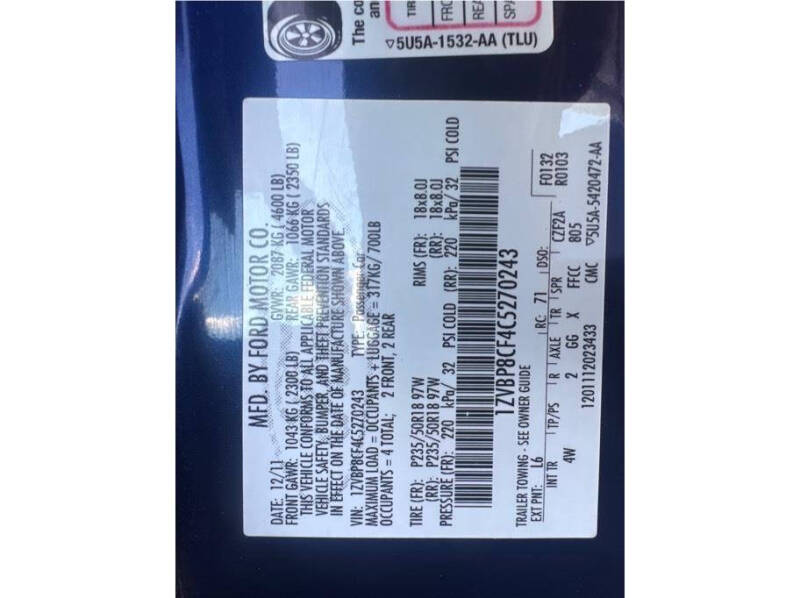 The co
an
TIR
FRO
REA
SPA
▽5U5A-1532-AA (TLU)
MFD. BY FORD MOTOR CO.
DATE: 12/11 GVWR: 2087 KG ( 4600 LB)
FRONT GAWR: 1043 KG ( 2300 LB) REAR GAWR: 1066 KG ( 2350 LB)
THIS VEHICLE CONFORMS TO ALL APPLICABLE FEDERAL MOTOR
VEHICLE SAFETY, BUMPER, AND THEFT PREVENTION STANDARDS
IN EFFECT ON THE DATE OF MANUFACTURE SHOWN ABOVE.
VIN: 1ZVBP8CF4C5270243 TYPE: Passenger Car
MAXIMUM LOAD = OCCUPANTS + LUGGAGE = 317KG/ 700LB
OCCUPANTS = 4 TOTAL; 2 FRONT, 2 REAR
TIRE (FR): P235/50R18 97W RIMS (FR): 18x8.0J
(RR): P235/50R18 97W (RR): 18x8.0J
PRESSURE (FR): 220 kPa/ 32 PSI COLD (RR): 220 kPa/ 32 PSI COLD
1ZVBP8CF4C5270243
TRAILER TOWING - SEE OWNER GUIDE F0132
EXT PNT: L6 RC: 71 DSO: R0103
INT TR TP/PS R AXLE TR SPR CZF2A
4W 2 GG X FFCC 805
1201112023433 CMC ▽5U5A-5420472-AA